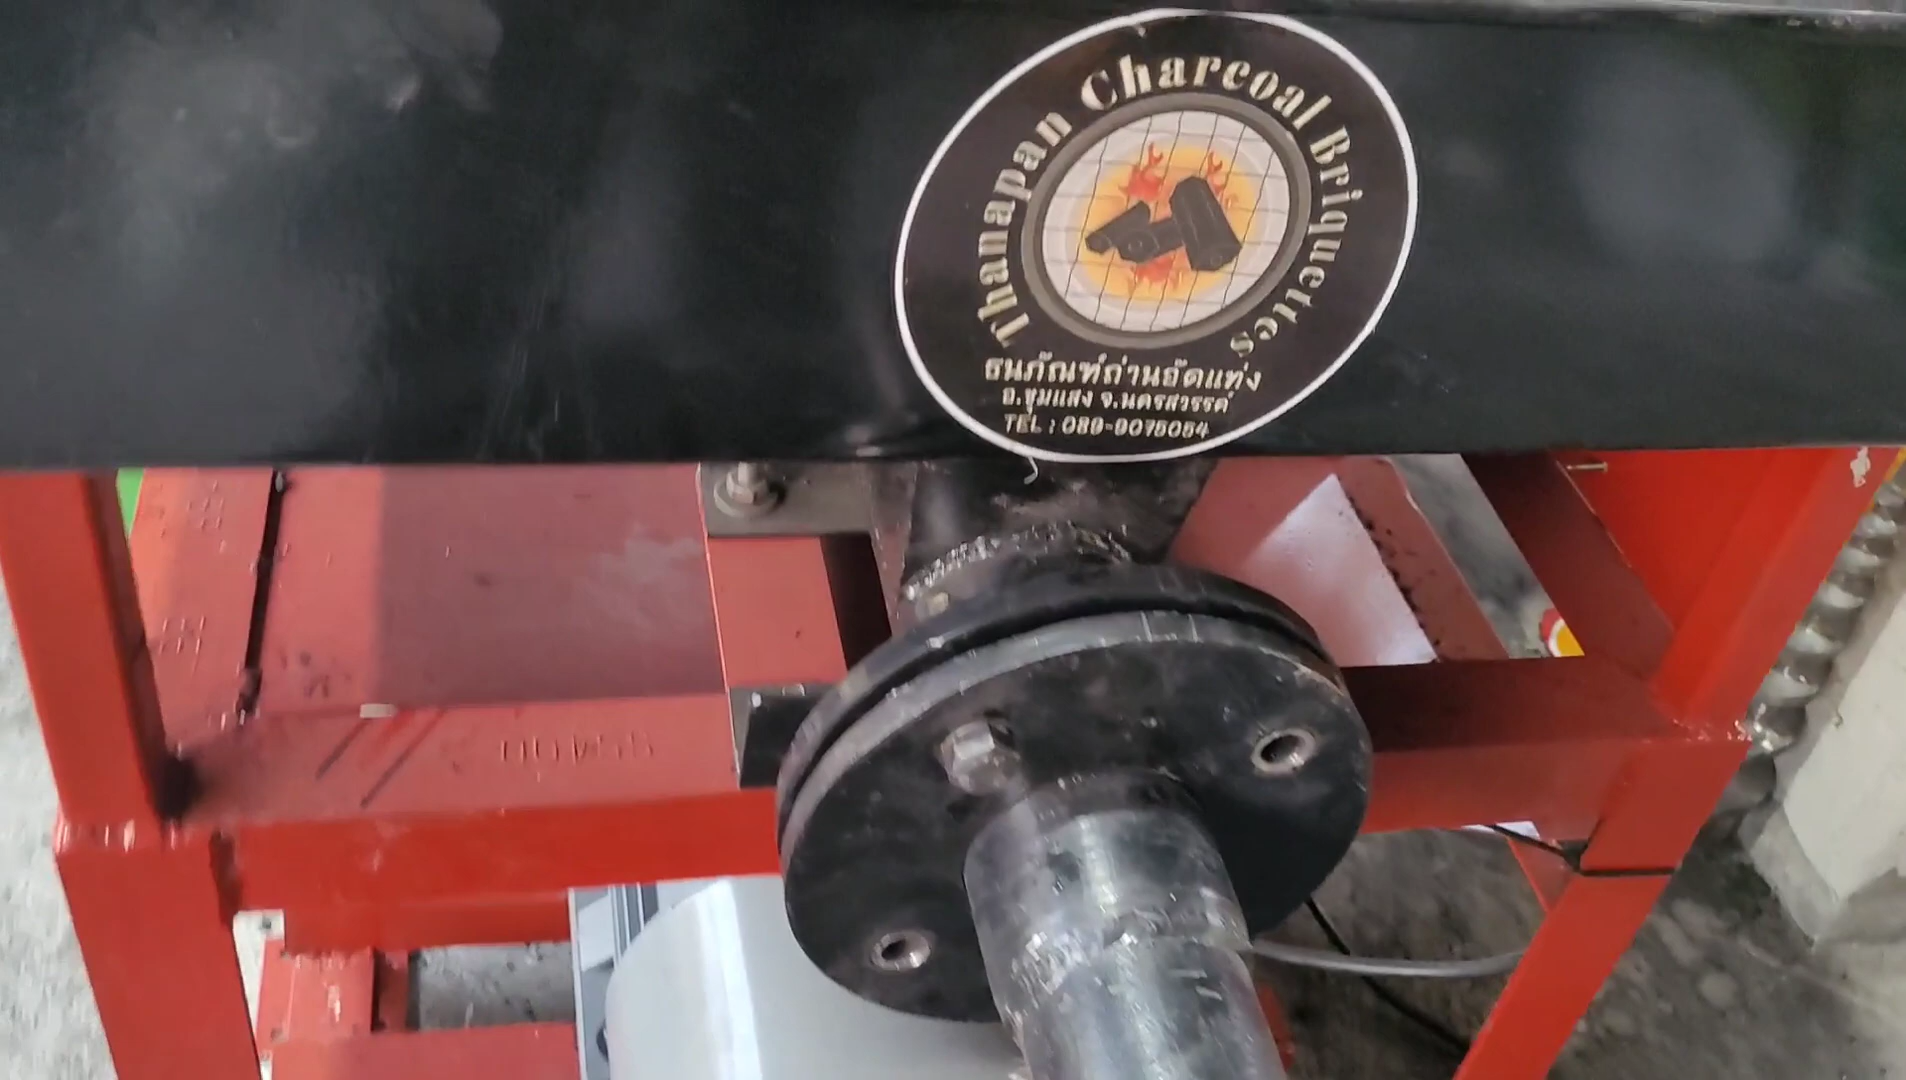 Thanapan Charcoal Briquettes
ธนภัณฑ์ถ่านอัดแท่ง
อ.ชุมแสง จ.นครสวรรค์
TEL : 089-9075054